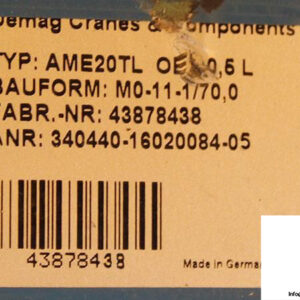 Demag Cranes & Components
TYP: AME20TL OE 0,5 L
BAUFORM: M0-11-1/70,0
FABR.-NR: 43878438
ANR: 340440-16020084-05
43878438
Made in German